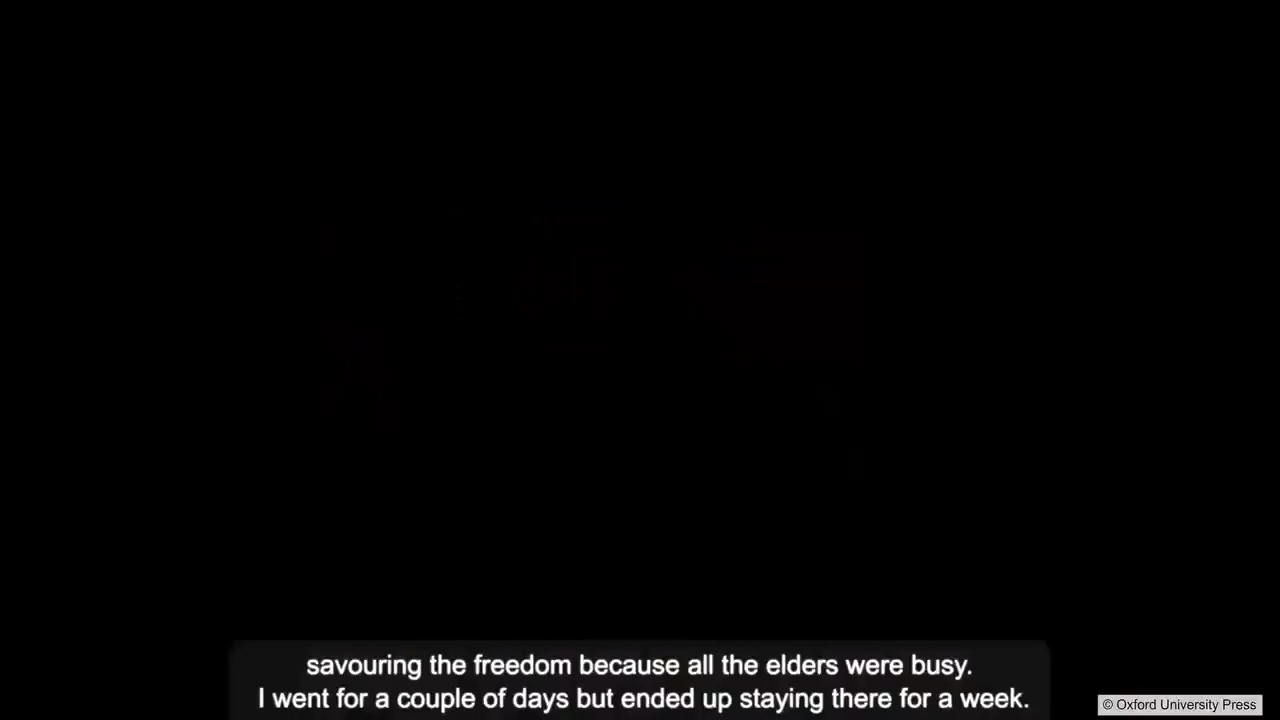 savouring the freedom because all the elders were busy.
I went for a couple of days but ended up staying there for a week.
© Oxford University Press